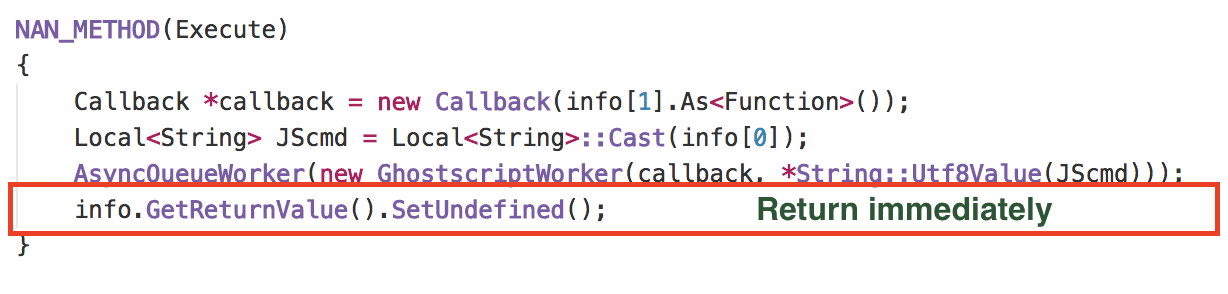 NAN_METHOD(Execute)
{
Callback *callback = new Callback(info[1].As<Function>());
Local<String> JScmd = Local<String>::Cast(info[0]);
AsyncQueueWorker(new GhostscriptWorker(callback, *String::Utf8Value(JScmd)));
info.GetReturnValue().SetUndefined(); Return immediately
}